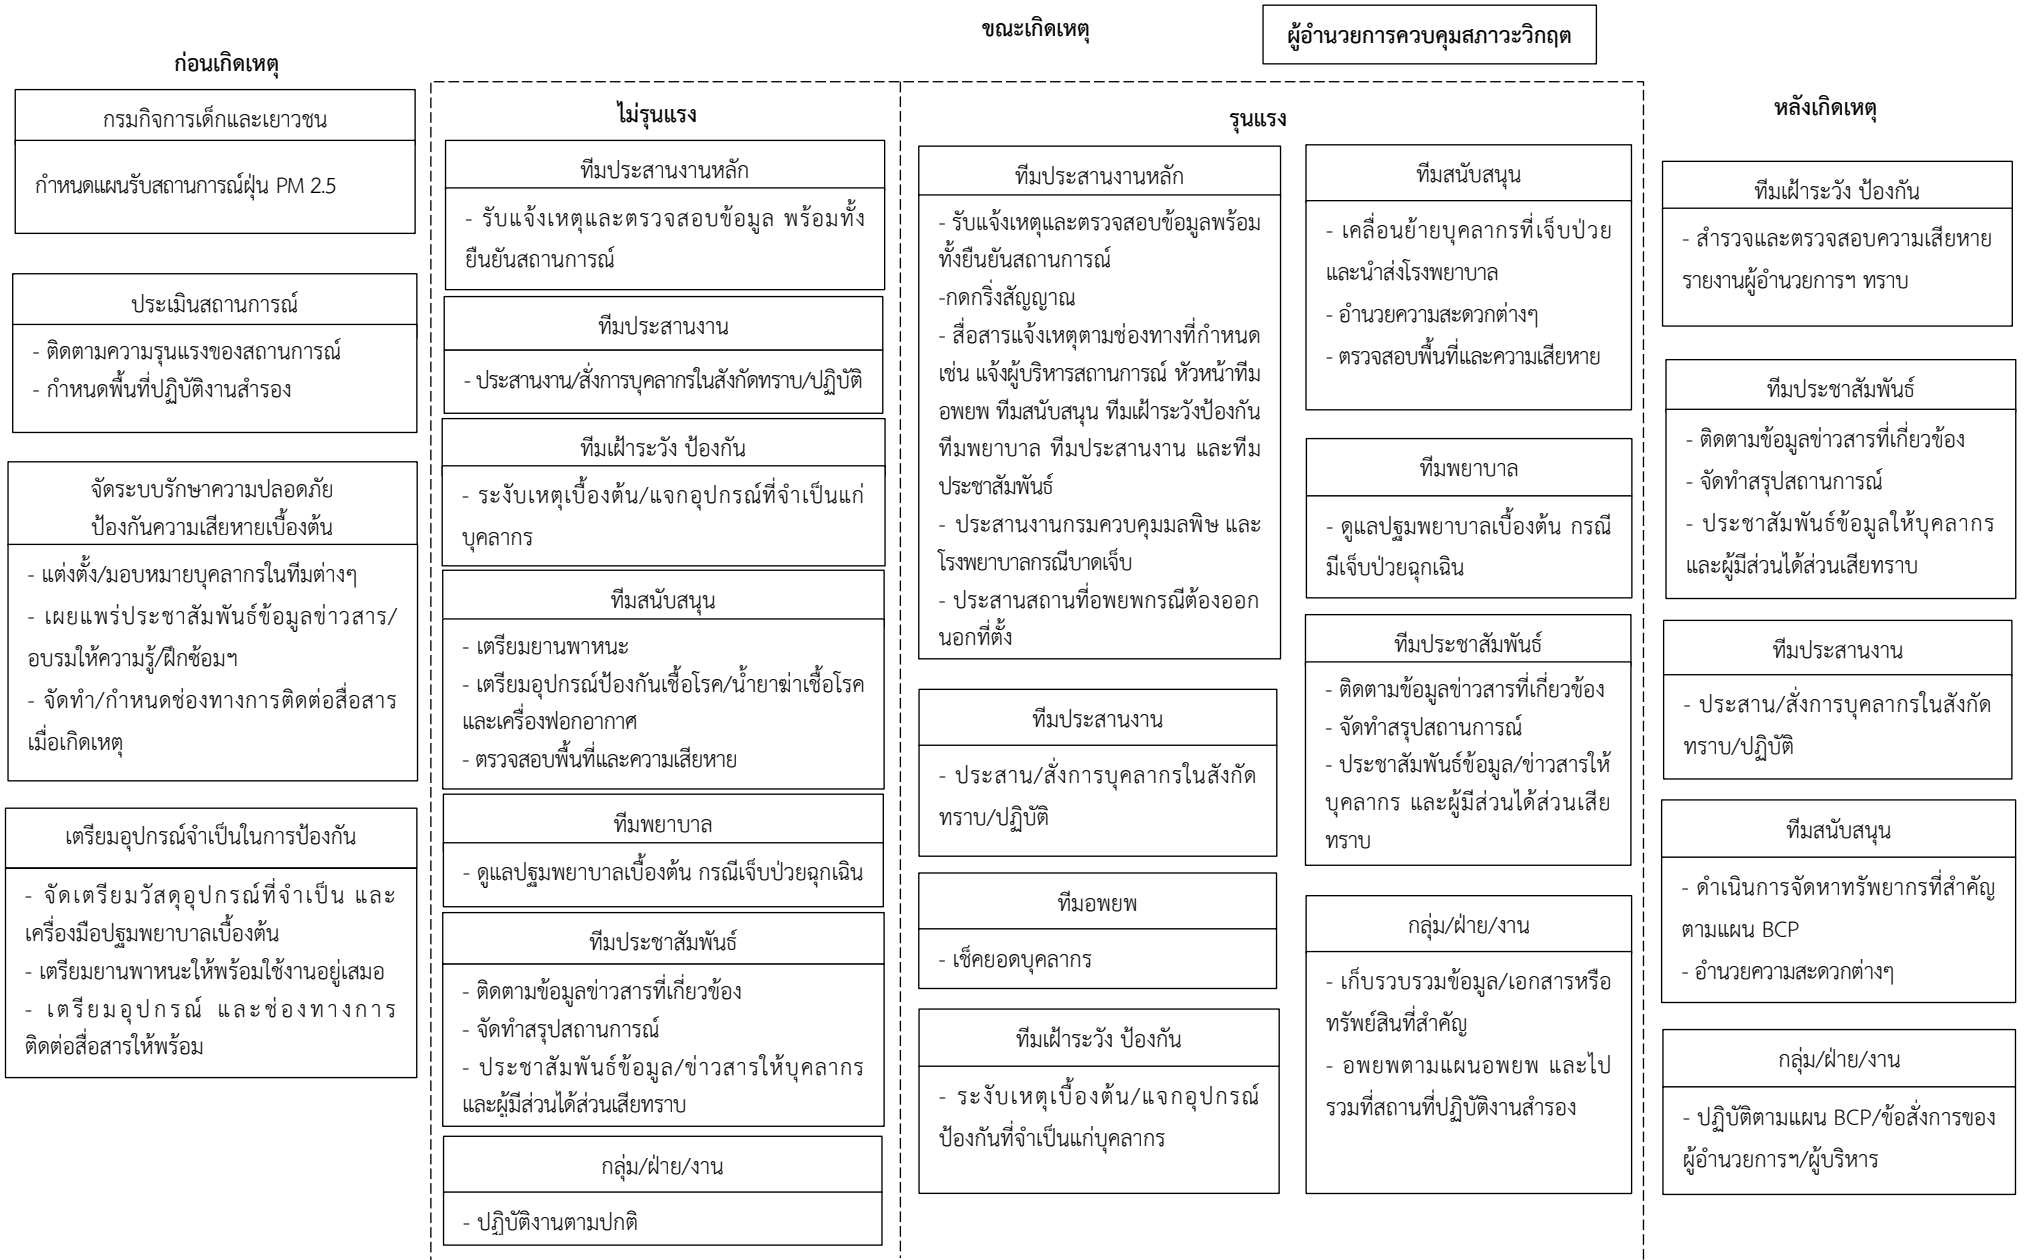 ขณะเกิดเหตุ
ผู้อำนวยการควบคุมสภาวะวิกฤต
ก่อนเกิดเหตุ
กรมกิจการเด็กและเยาวชน
กำหนดแผนรับสถานการณ์ฝุ่น PM 2.5
ประเมินสถานการณ์
- ติดตามความรุนแรงของสถานการณ์
- กำหนดพื้นที่ปฏิบัติงานสำรอง
จัดระบบรักษาความปลอดภัย
ป้องกันความเสียหายเบื้องต้น
- แต่งตั้ง/มอบหมายบุคลากรในทีมต่างๆ
- เผยแพร่ประชาสัมพันธ์ข้อมูลข่าวสาร/
อบรมให้ความรู้/ฝึกซ้อมฯ
- จัดทำ/กำหนดช่องทางการติดต่อสื่อสาร
เมื่อเกิดเหตุ
เตรียมอุปกรณ์จำเป็นในการป้องกัน
- จัดเตรียมวัสดุอุปกรณ์ที่จำเป็น และ
เครื่องมือปฐมพยาบาลเบื้องต้น
- เตรียมยานพาหนะให้พร้อมใช้งานอยู่เสมอ
- เตรียมอุปกรณ์ และช่องทางการ
ติดต่อสื่อสารให้พร้อม
ไม่รุนแรง
ทีมประสานงานหลัก
- รับแจ้งเหตุและตรวจสอบข้อมูล พร้อมทั้ง
ยืนยันสถานการณ์
ทีมประสานงาน
- ประสานงาน/สั่งการบุคลากรในสังกัดทราบ/ปฏิบัติ
ทีมเฝ้าระวัง ป้องกัน
- ระงับเหตุเบื้องต้น/แจกอุปกรณ์ที่จำเป็นแก่
บุคลากร
ทีมสนับสนุน
- เตรียมยานพาหนะ
- เตรียมอุปกรณ์ป้องกันเชื้อโรค/น้ำยาฆ่าเชื้อโรค
และเครื่องฟอกอากาศ
- ตรวจสอบพื้นที่และความเสียหาย
ทีมพยาบาล
- ดูแลปฐมพยาบาลเบื้องต้น กรณีเจ็บป่วยฉุกเฉิน
ทีมประชาสัมพันธ์
- ติดตามข้อมูลข่าวสารที่เกี่ยวข้อง
- จัดทำสรุปสถานการณ์
- ประชาสัมพันธ์ข้อมูล/ข่าวสารให้บุคลากร
และผู้มีส่วนได้ส่วนเสียทราบ
กลุ่ม/ฝ่าย/งาน
- ปฏิบัติงานตามปกติ
รุนแรง
ทีมประสานงานหลัก
- รับแจ้งเหตุและตรวจสอบข้อมูลพร้อม
ทั้งยืนยันสถานการณ์
-กดกริ่งสัญญาณ
- สื่อสารแจ้งเหตุตามช่องทางที่กำหนด
เช่น แจ้งผู้บริหารสถานการณ์ หัวหน้าทีม
อพยพ ทีมสนับสนุน ทีมเฝ้าระวังป้องกัน
ทีมพยาบาล ทีมประสานงาน และทีม
ประชาสัมพันธ์
- ประสานงานกรมควบคุมมลพิษ และ
โรงพยาบาลกรณีบาดเจ็บ
- ประสานสถานที่อพยพกรณีต้องออก
นอกที่ตั้ง
ทีมประสานงาน
- ประสาน/สั่งการบุคลากรในสังกัด
ทราบ/ปฏิบัติ
ทีมอพยพ
- เช็คยอดบุคลากร
ทีมเฝ้าระวัง ป้องกัน
- ระงับเหตุเบื้องต้น/แจกอุปกรณ์
ป้องกันที่จำเป็นแก่บุคลากร
ทีมสนับสนุน
- เคลื่อนย้ายบุคลากรที่เจ็บป่วย
และนำส่งโรงพยาบาล
- อำนวยความสะดวกต่างๆ
- ตรวจสอบพื้นที่และความเสียหาย
ทีมพยาบาล
- ดูแลปฐมพยาบาลเบื้องต้น กรณี
มีเจ็บป่วยฉุกเฉิน
ทีมประชาสัมพันธ์
- ติดตามข้อมูลข่าวสารที่เกี่ยวข้อง
- จัดทำสรุปสถานการณ์
- ประชาสัมพันธ์ข้อมูล/ข่าวสารให้
บุคลากร และผู้มีส่วนได้ส่วนเสีย
ทราบ
กลุ่ม/ฝ่าย/งาน
- เก็บรวบรวมข้อมูล/เอกสารหรือ
ทรัพย์สินที่สำคัญ
- อพยพตามแผนอพยพ และไป
รวมที่สถานที่ปฏิบัติงานสำรอง
หลังเกิดเหตุ
ทีมเฝ้าระวัง ป้องกัน
- สำรวจและตรวจสอบความเสียหาย
รายงานผู้อำนวยการฯ ทราบ
ทีมประชาสัมพันธ์
- ติดตามข้อมูลข่าวสารที่เกี่ยวข้อง
- จัดทำสรุปสถานการณ์
- ประชาสัมพันธ์ข้อมูลให้บุคลากร
และผู้มีส่วนได้ส่วนเสียทราบ
ทีมประสานงาน
- ประสาน/สั่งการบุคลากรในสังกัด
ทราบ/ปฏิบัติ
ทีมสนับสนุน
- ดำเนินการจัดหาทรัพยากรที่สำคัญ
ตามแผน BCP
- อำนวยความสะดวกต่างๆ
กลุ่ม/ฝ่าย/งาน
- ปฏิบัติตามแผน BCP/ข้อสั่งการของ
ผู้อำนวยการฯ/ผู้บริหาร